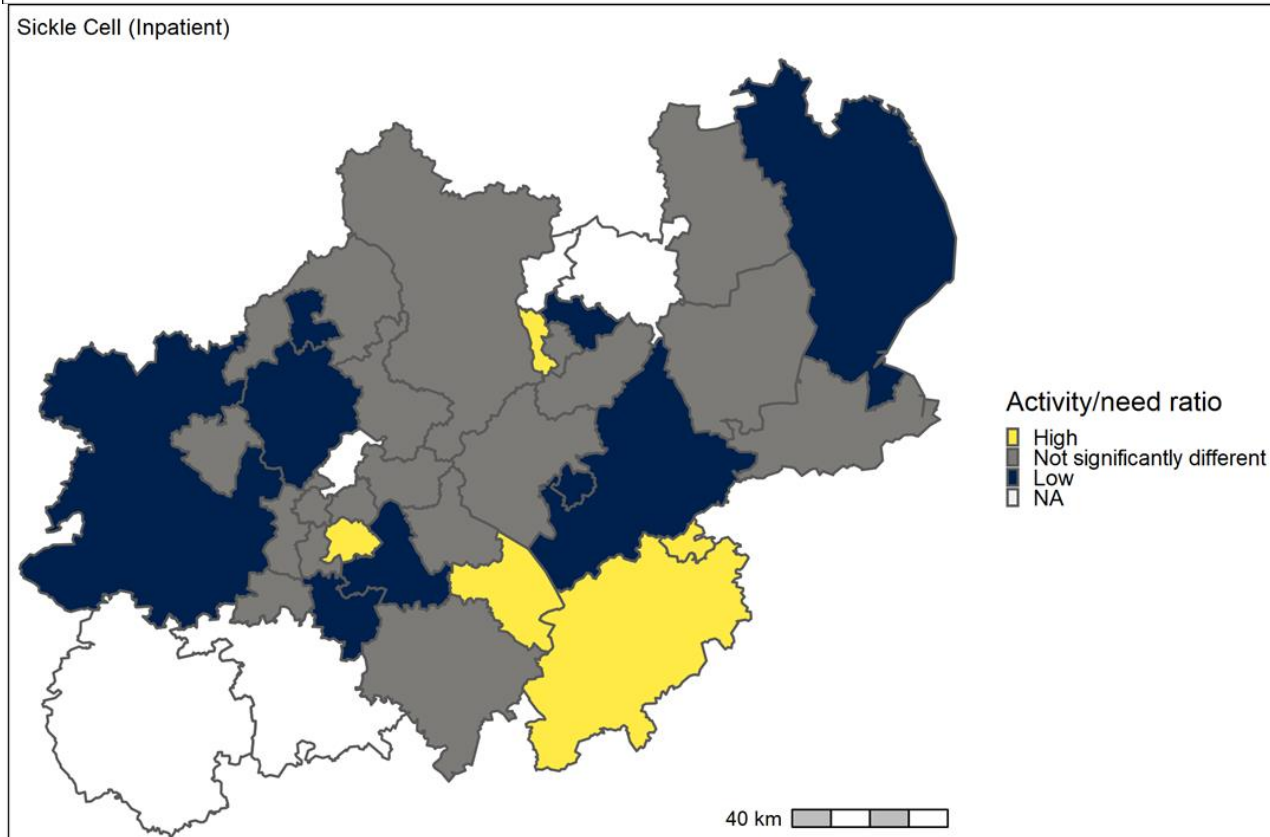 Sickle Cell (Inpatient)
Activity/need ratio
High
Not significantly different
Low
NA
40 km